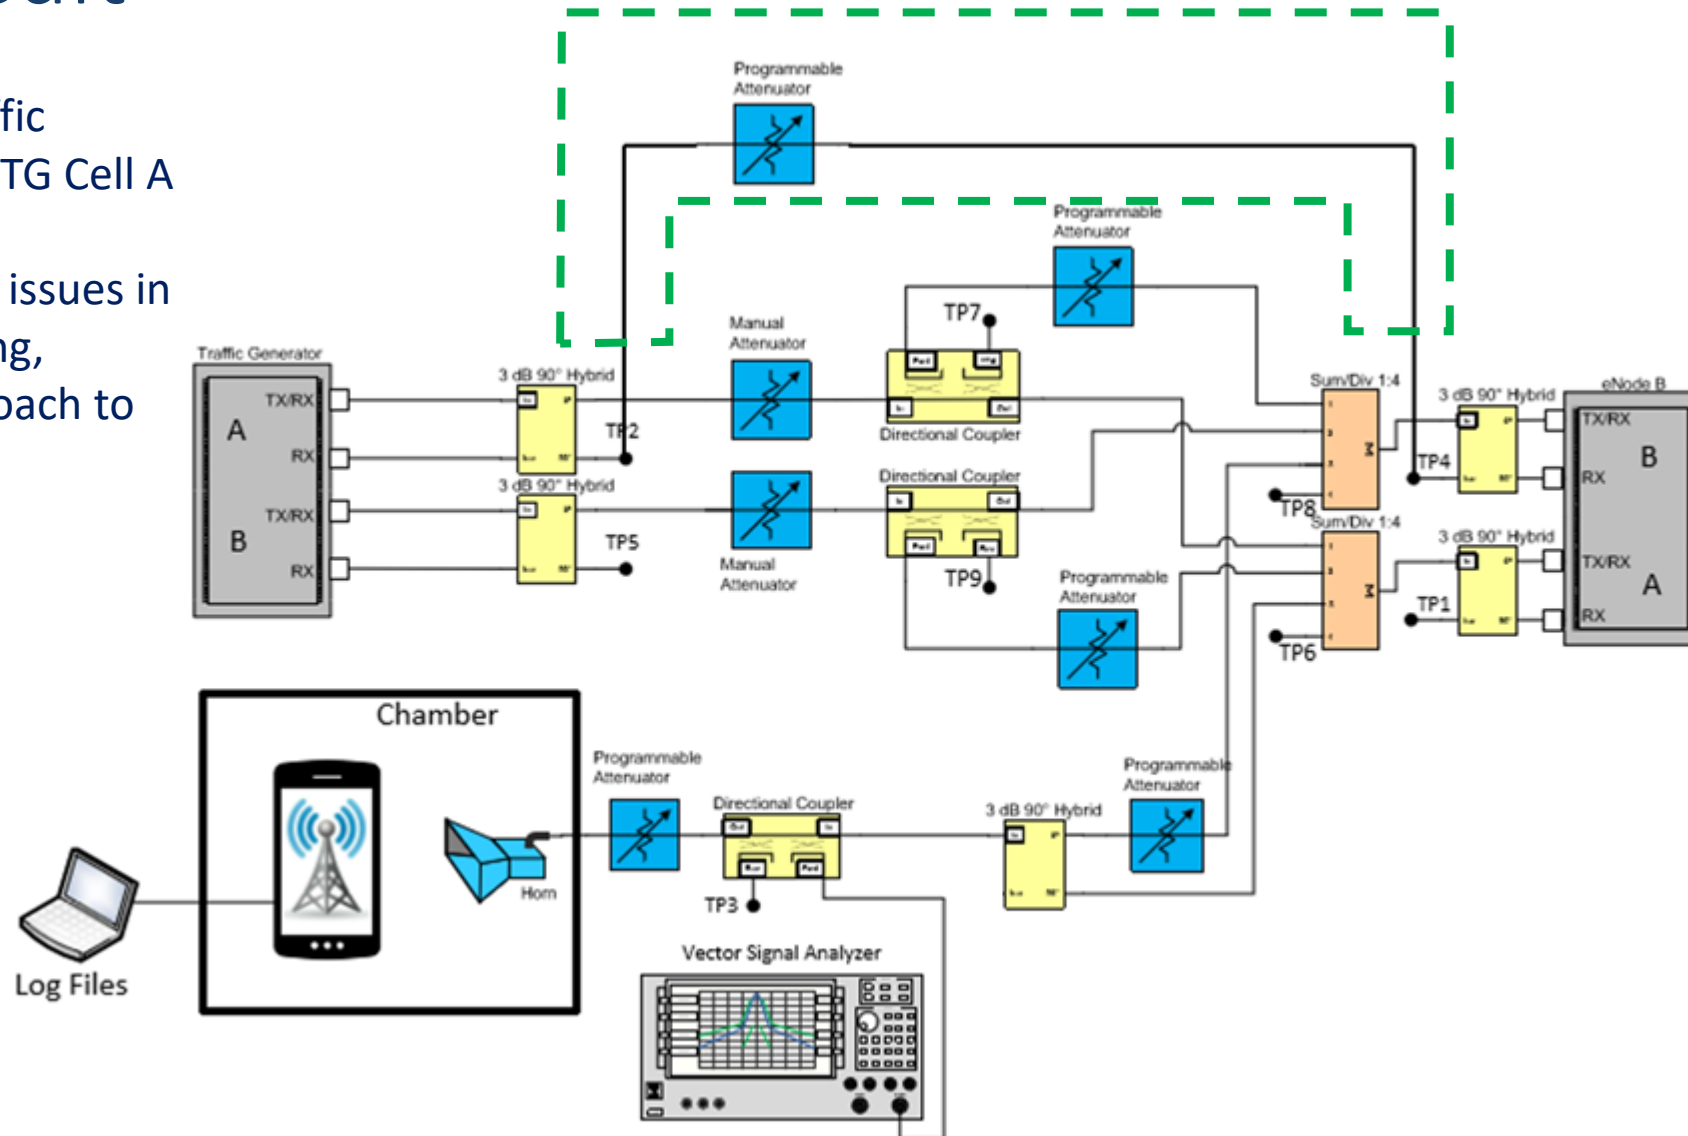 ffic
TG Cell A
issues in
ng,
oach to
Programmable
Attenuator
Programmable
Attenuator
TP7
Manual
Attenuator
Traffic Generator
3 dB 90° Hybrid
Sum/Div 1:4
eNode B
3 dB 90° Hybrid
TX/RX
A
RX
TP2
Directional Coupler
TX/RX
B
RX
TP4
Directional Coupler
3 dB 90° Hybrid
TP8
Sum/Div 1:4
M
TX/RX
B
RX
TP5
Manual
Attenuator
TP9
Programmable
Attenuator
3 dB 90° Hybrid
TX/RX
A
RX
TP1
TP6
M
Chamber
Programmable
Attenuator
Programmable
Attenuator
Directional Coupler
3 dB 90° Hybrid
Out
In
In
Horn
TP3
Vector Signal Analyzer
Log Files